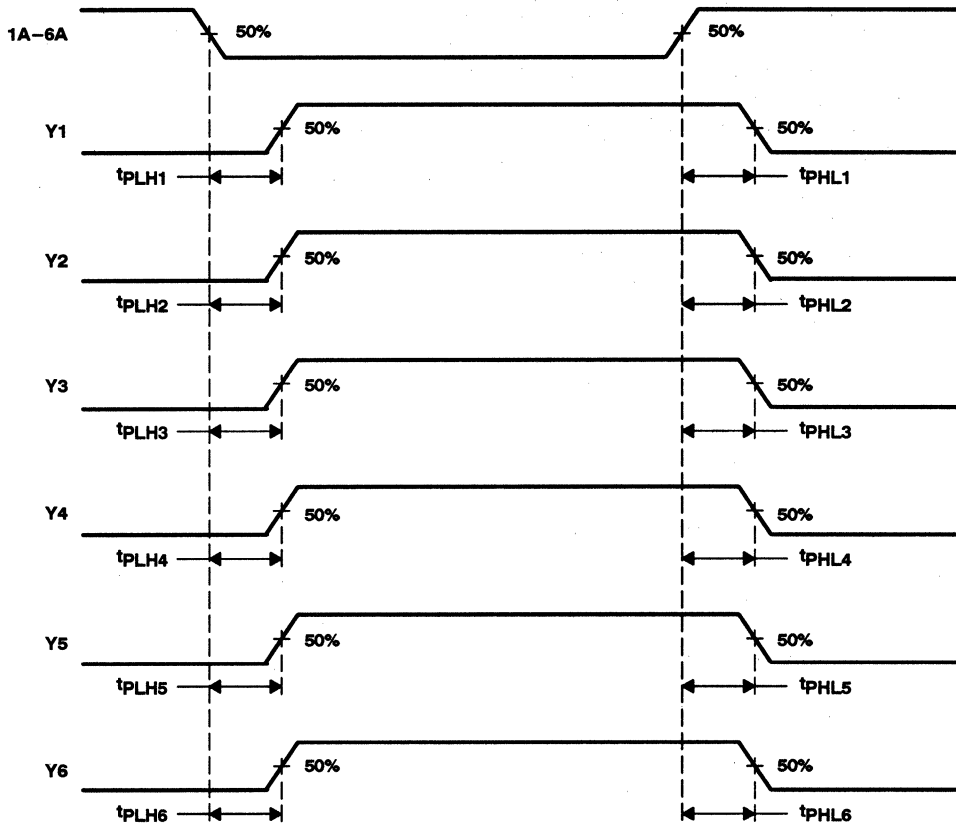 1A–6A 50% 50%
Y1 50% 50%
tPLH1 tPHL1
Y2 50% 50%
tPLH2 tPHL2
Y3 50% 50%
tPLH3 tPHL3
Y4 50% 50%
tPLH4 tPHL4
Y5 50% 50%
tPLH5 tPHL5
Y6 50% 50%
tPLH6 tPHL6